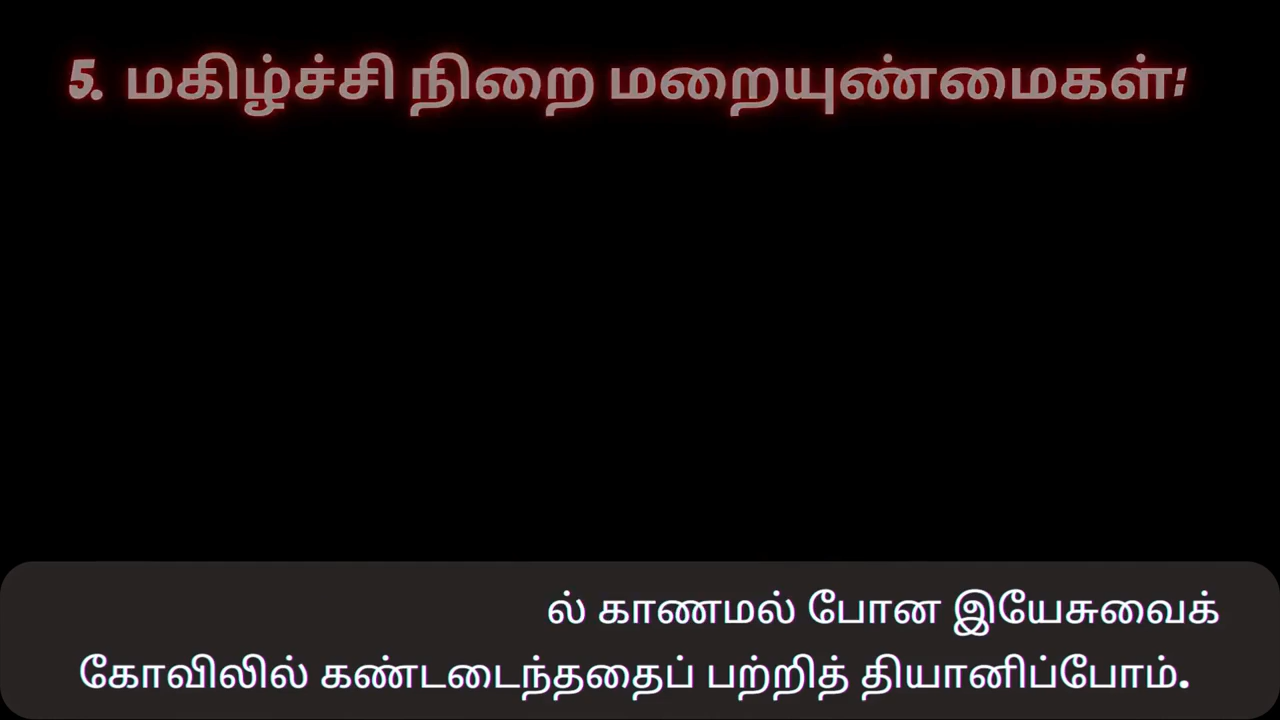 5. மகிழ்ச்சி நிறை மறையுண்மைகள்!
ல் காணமல் போன இயேசுவைக்
கோவிலில் கண்டடைந்ததைப் பற்றித் தியானிப்போம்.